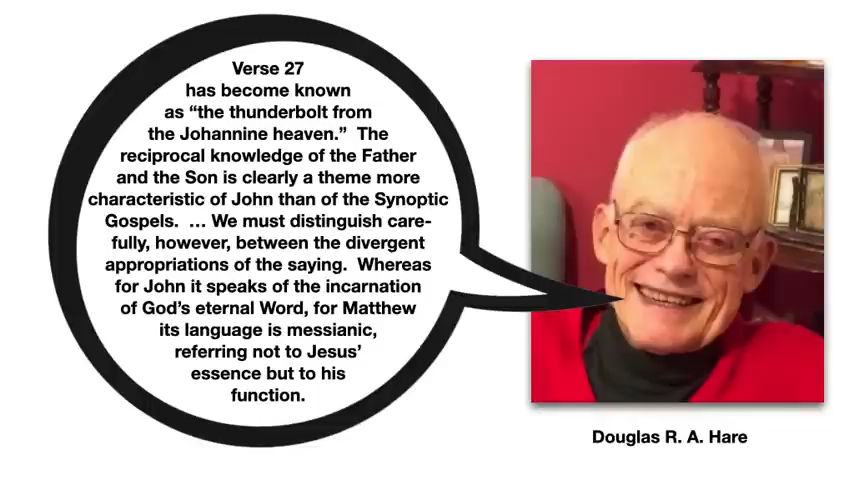 Verse 27
has become known
as “the thunderbolt from
the Johannine heaven.” The
reciprocal knowledge of the Father
and the Son is clearly a theme more
characteristic of John than of the Synoptic
Gospels. … We must distinguish care-
fully, however, between the divergent
appropriations of the saying. Whereas
for John it speaks of the incarnation
of God’s eternal Word, for Matthew
its language is messianic,
referring not to Jesus’
essence but to his
function.
Douglas R. A. Hare